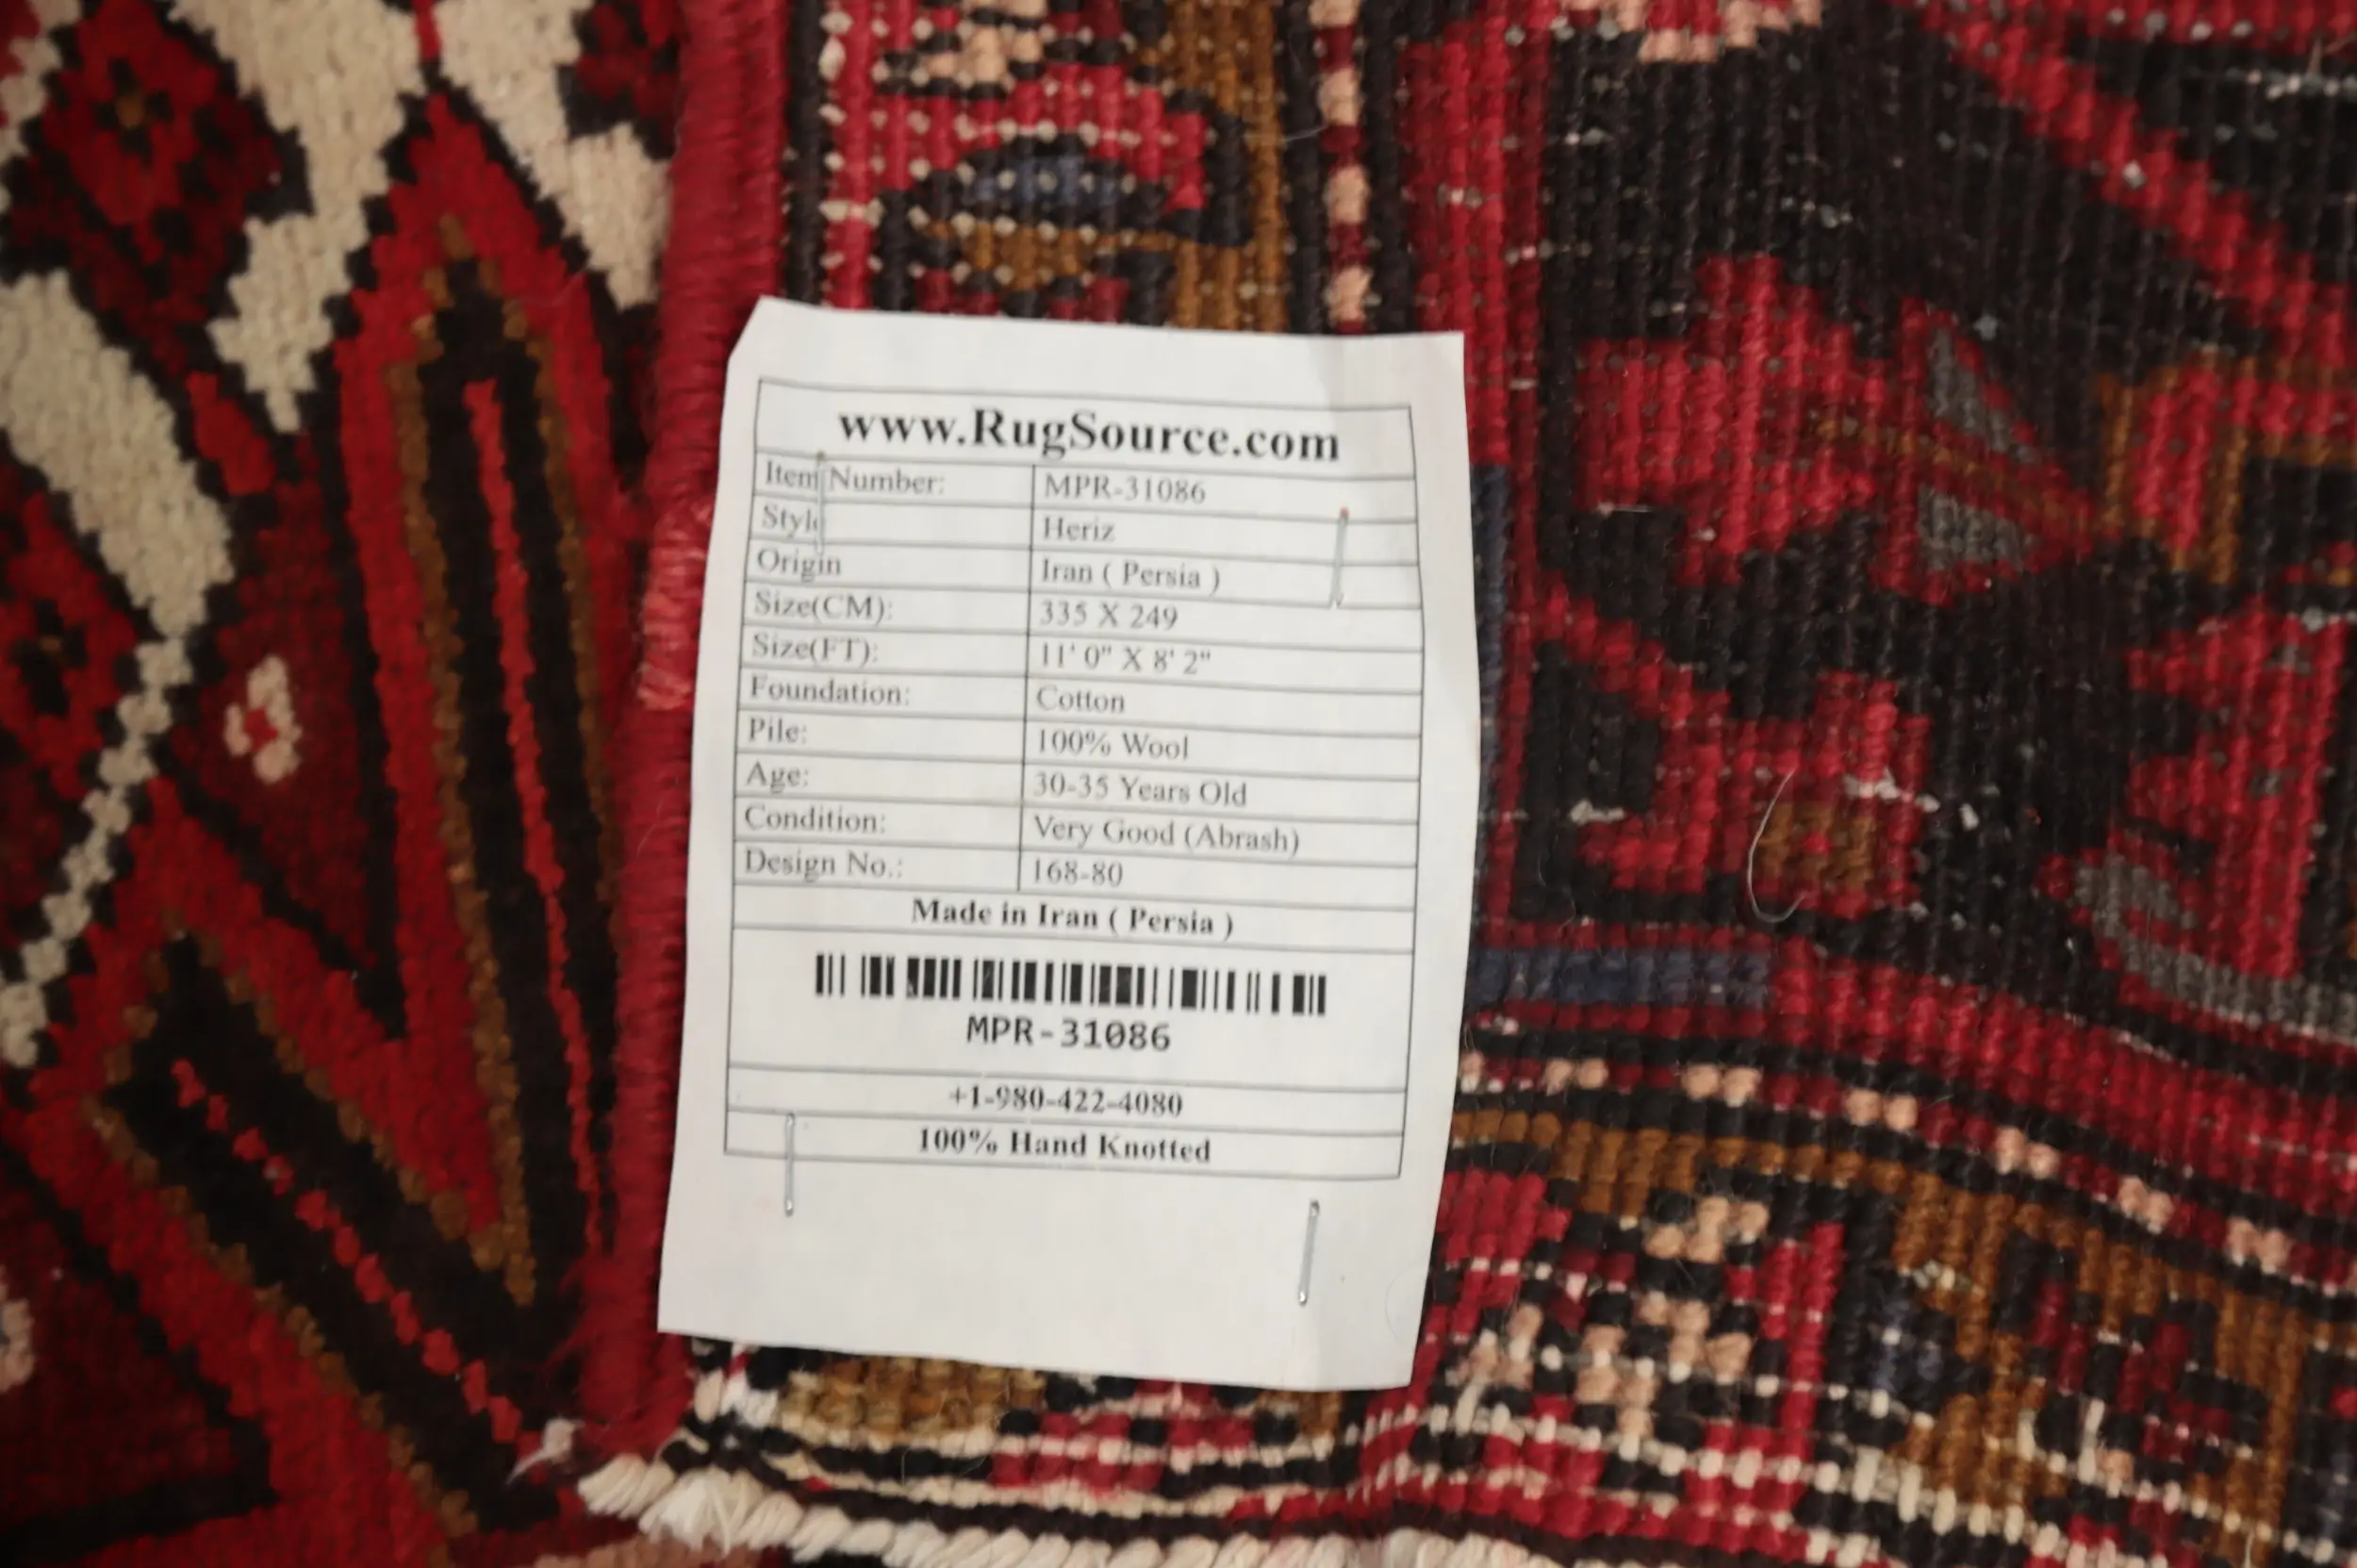 www.RugSource.com
Item Number: MPR-31086
Style Heriz
Origin Iran ( Persia )
Size(CM): 335 X 249
Size(FT): 11' 0" X 8' 2"
Foundation: Cotton
Pile: 100% Wool
Age: 30-35 Years Old
Condition: Very Good (Abrash)
Design No.: 168-80
Made in Iran ( Persia )
MPR-31086
+1-980-422-4080
100% Hand Knotted